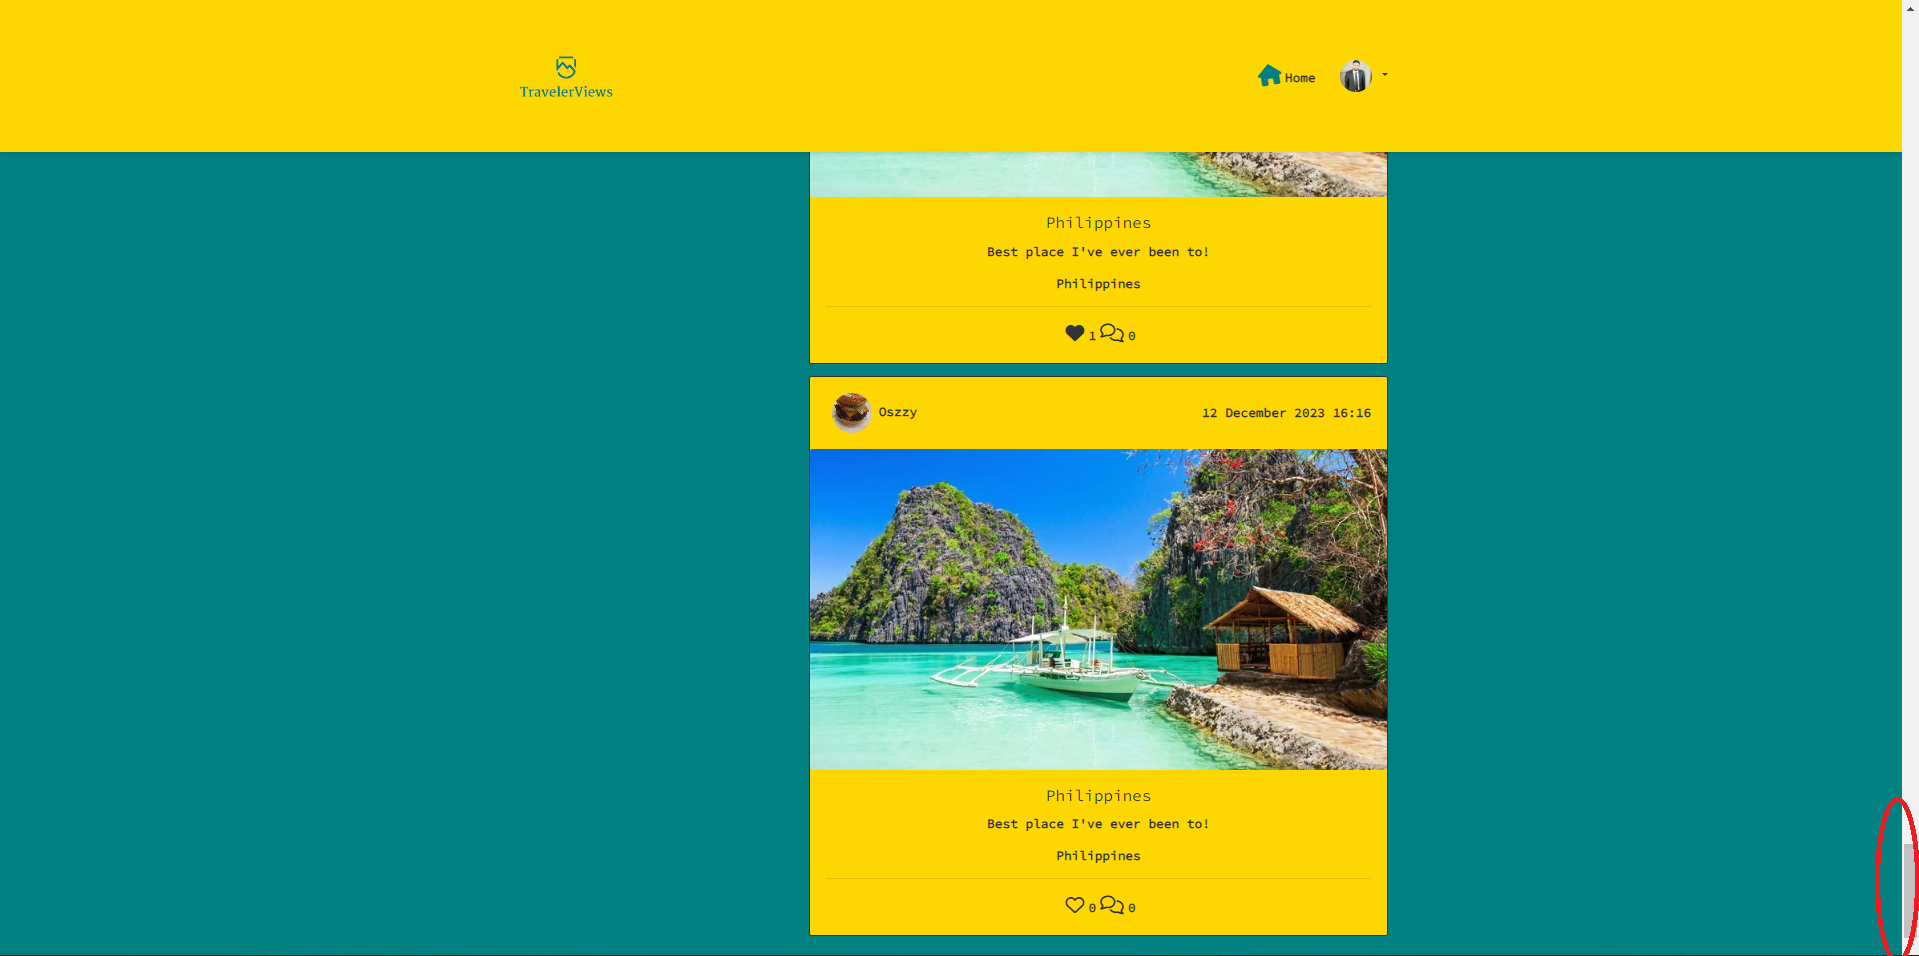 TravelerViews
Home
Philippines
Best place I've ever been to!
Philippines
1 0
Oszzy
12 December 2023 16:16
Philippines
Best place I've ever been to!
Philippines
0 0